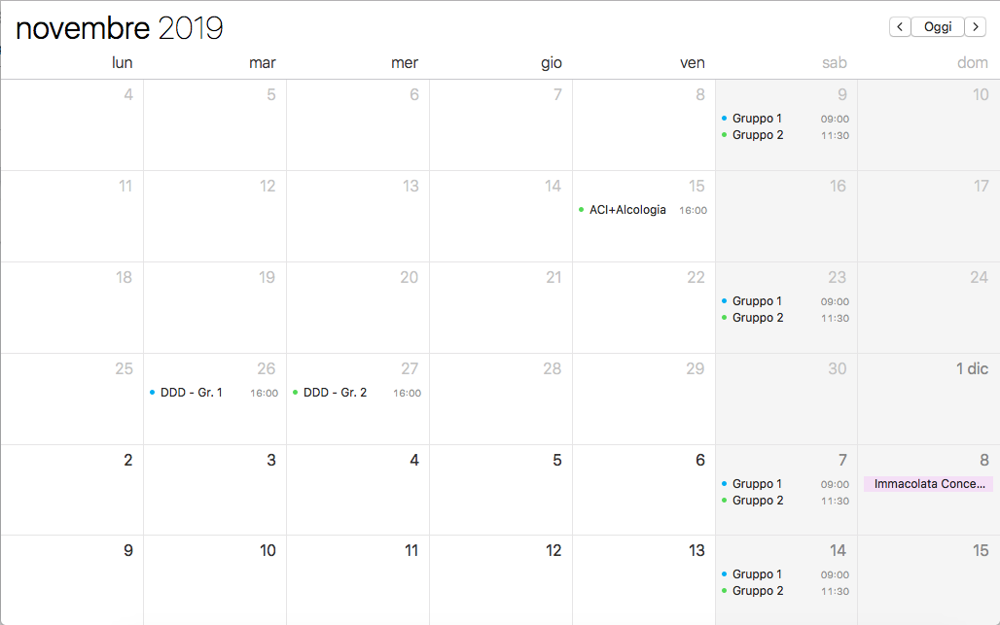 novembre 2019
< Oggi >
lun mar mer gio ven sab dom
4 5 6 7 8 9 10
Gruppo 1 09:00
Gruppo 2 11:30
11 12 13 14 15 16 17
ACI+Alcologia 16:00
18 19 20 21 22 23 24
Gruppo 1 09:00
Gruppo 2 11:30
25 26 27 28 29 30 1 dic
DDD - Gr. 1 16:00 DDD - Gr. 2 16:00
2 3 4 5 6 7 8
Gruppo 1 09:00 Immacolata Conce...
Gruppo 2 11:30
9 10 11 12 13 14 15
Gruppo 1 09:00
Gruppo 2 11:30